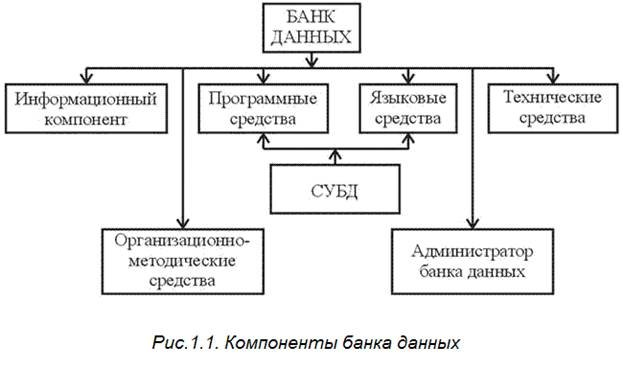 БАНК
ДАННЫХ
Информационный
компонент
Программные
средства
Языковые
средства
Технические
средства
СУБД
Организационно-
методические
средства
Администратор
банка данных
Рис.1.1. Компоненты банка данных